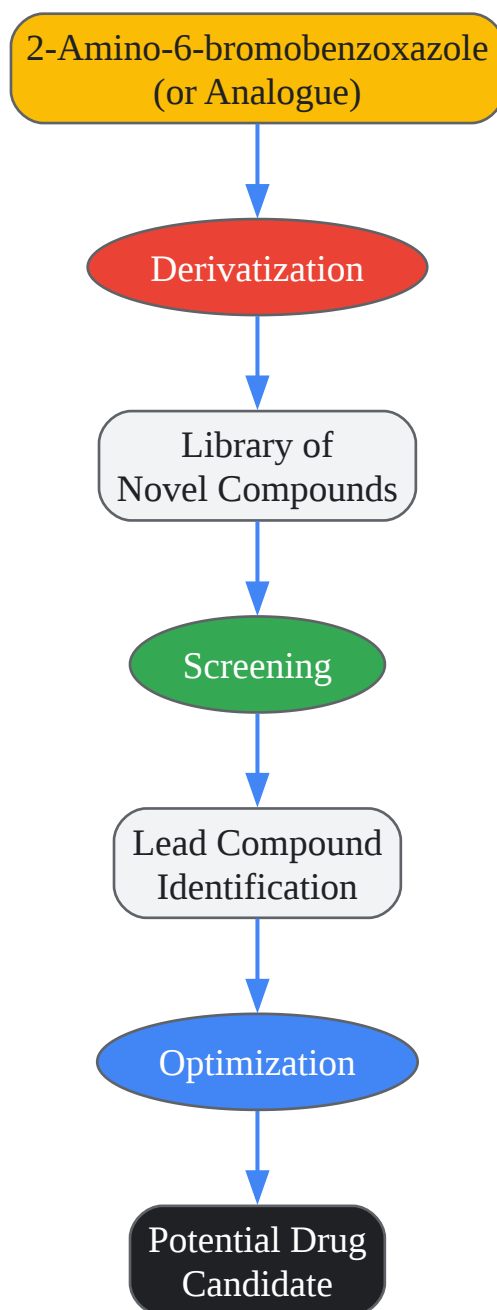 2-Amino-6-bromobenzoxazole
(or Analogue)
Derivatization
Library of
Novel Compounds
Screening
Lead Compound
Identification
Optimization
Potential Drug
Candidate